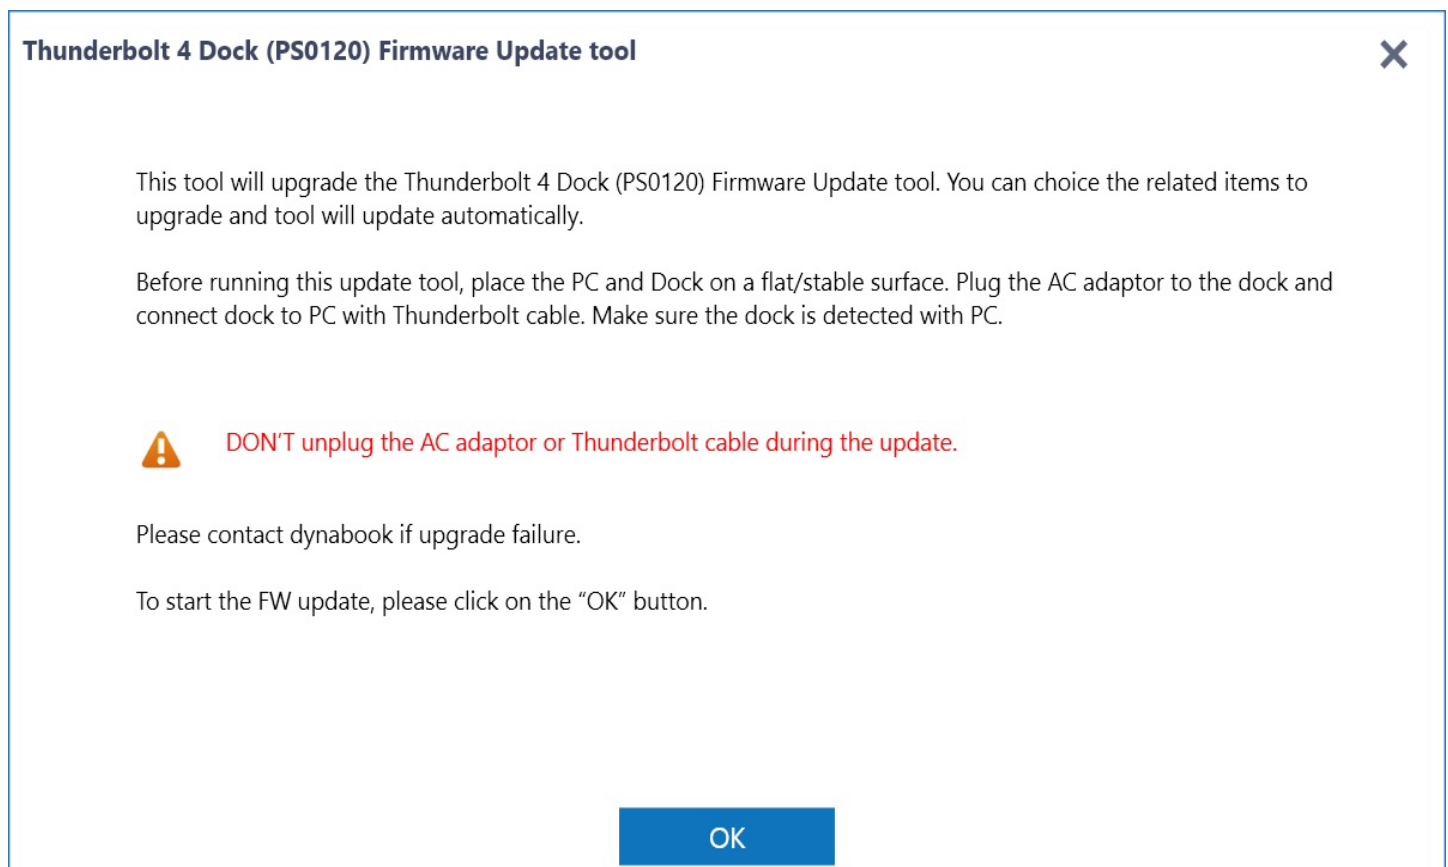 Thunderbolt 4 Dock (PS0120) Firmware Update tool
This tool will upgrade the Thunderbolt 4 Dock (PS0120) Firmware Update tool. You can choice the related items to
upgrade and tool will update automatically.
Before running this update tool, place the PC and Dock on a flat/stable surface. Plug the AC adaptor to the dock and
connect dock to PC with Thunderbolt cable. Make sure the dock is detected with PC.
DON’T unplug the AC adaptor or Thunderbolt cable during the update.
Please contact dynabook if upgrade failure.
To start the FW update, please click on the “OK” button.
OK